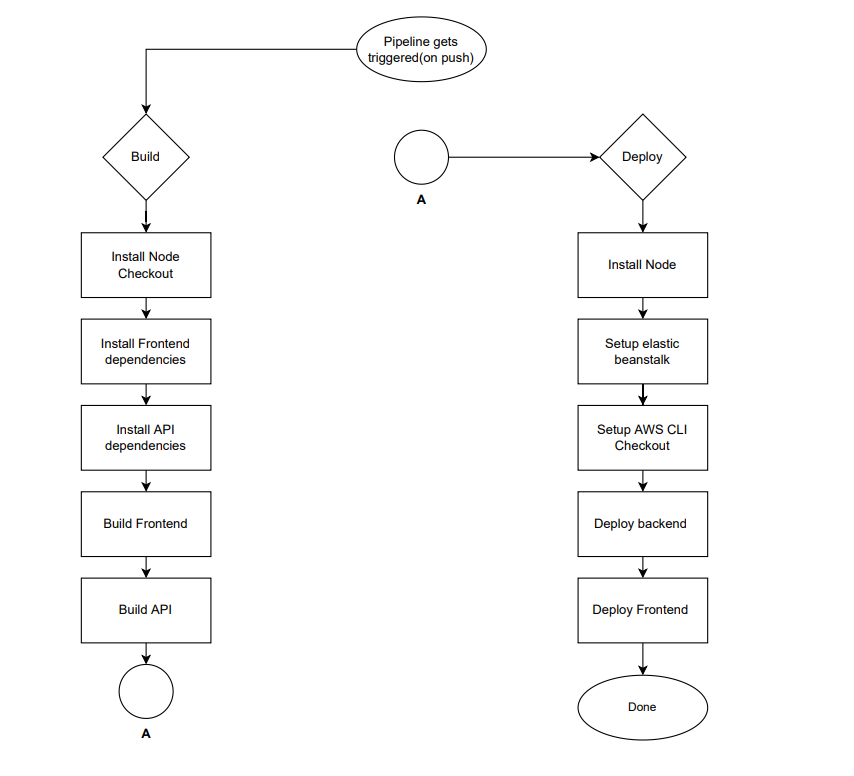 Pipeline gets
triggered(on push)
Build
Install Node
Checkout
Install Frontend
dependencies
Install API
dependencies
Build Frontend
Build API
A
A
Deploy
Install Node
Setup elastic
beanstalk
Setup AWS CLI
Checkout
Deploy backend
Deploy Frontend
Done